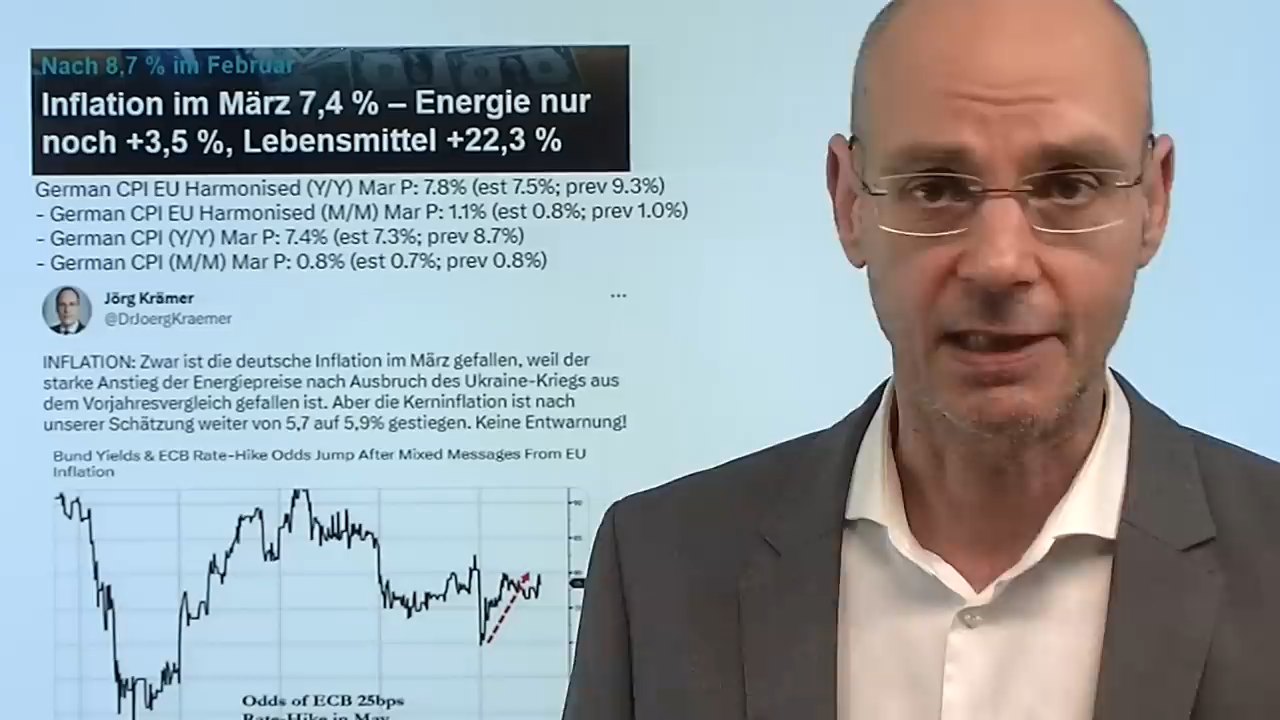 Nach 8,7 % im Februar
Inflation im März 7,4 % – Energie nur
noch +3,5 %, Lebensmittel +22,3 %
German CPI EU Harmonised (Y/Y) Mar P: 7.8% (est 7.5%; prev 9.3%)
- German CPI EU Harmonised (M/M) Mar P: 1.1% (est 0.8%; prev 1.0%)
- German CPI (Y/Y) Mar P: 7.4% (est 7.3%; prev 8.7%)
- German CPI (M/M) Mar P: 0.8% (est 0.7%; prev 0.8%)
Jörg Krämer
@DrJoergKraemer
INFLATION: Zwar ist die deutsche Inflation im März gefallen, weil der
starke Anstieg der Energiepreise nach Ausbruch des Ukraine-Kriegs aus
dem Vorjahresvergleich gefallen ist. Aber die Kerninflation ist nach
unserer Schätzung weiter von 5,7 auf 5,9% gestiegen. Keine Entwarnung!
Bund Yields & ECB Rate-Hike Odds Jump After Mixed Messages From EU
Inflation
Odds of ECB 25bps
Rate-Hike in May